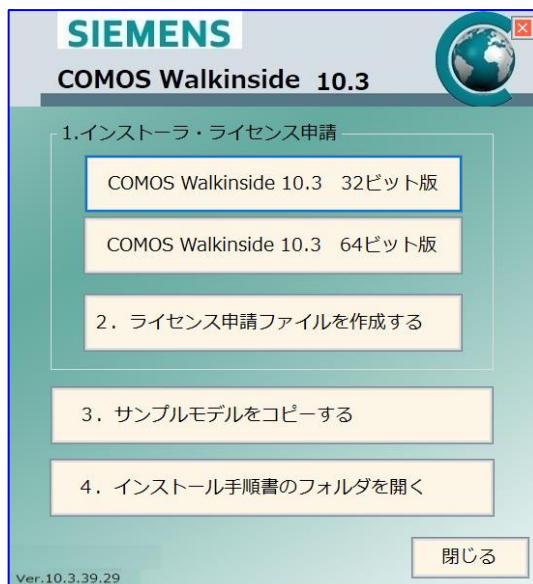 SIEMENS
COMOS Walkinside 10.3
1.インストーラ・ライセンス申請
COMOS Walkinside 10.3　32ビット版
COMOS Walkinside 10.3　64ビット版
2．ライセンス申請ファイルを作成する
3．サンプルモデルをコピーする
4．インストール手順書のフォルダを開く
閉じる
Ver.10.3.39.29